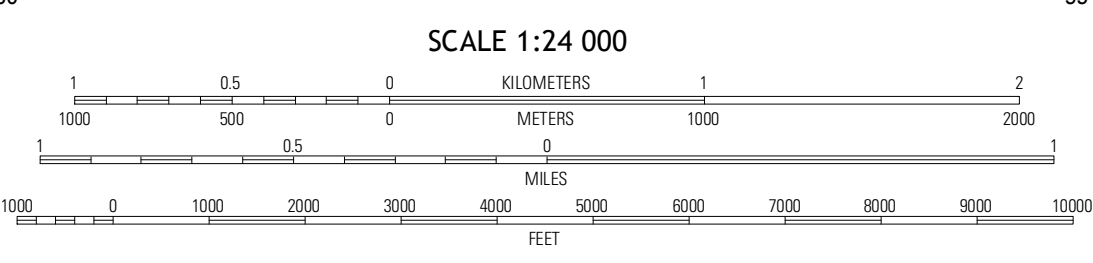 SCALE 1:24 000
1 0.5 0 KILOMETERS 1 2
1000 500 0 METERS 1000 2000
1 0.5 0 1
MILES
1000 0 1000 2000 3000 4000 5000 6000 7000 8000 9000 10000
FEET